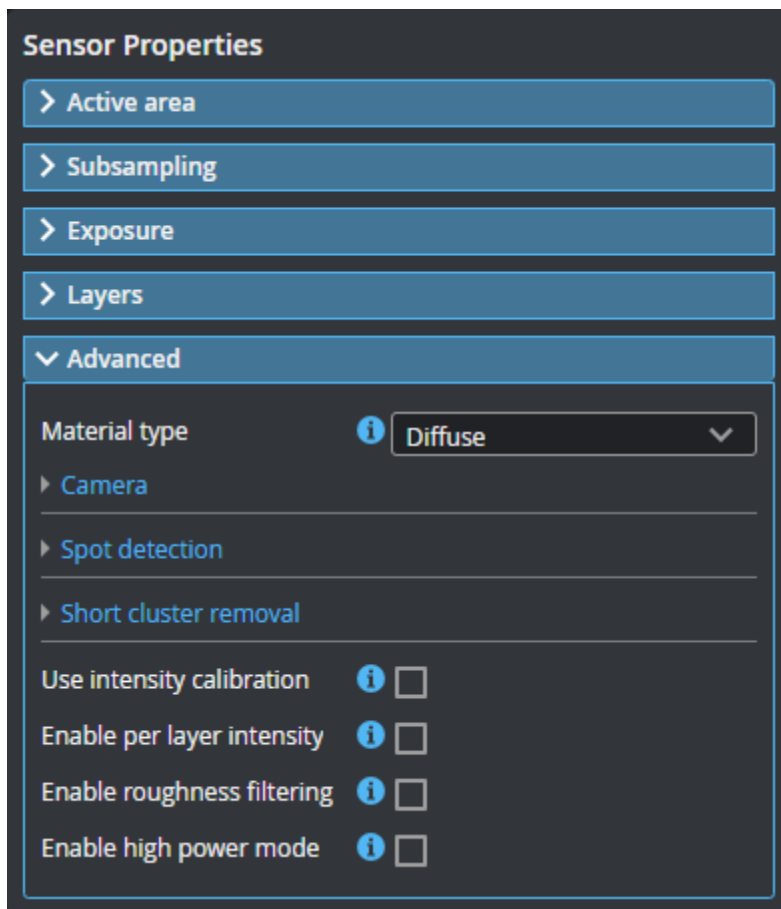 Sensor Properties
Active area
Subsampling
Exposure
Layers
Advanced
Material type Diffuse
Camera
Spot detection
Short cluster removal
Use intensity calibration
Enable per layer intensity
Enable roughness filtering
Enable high power mode